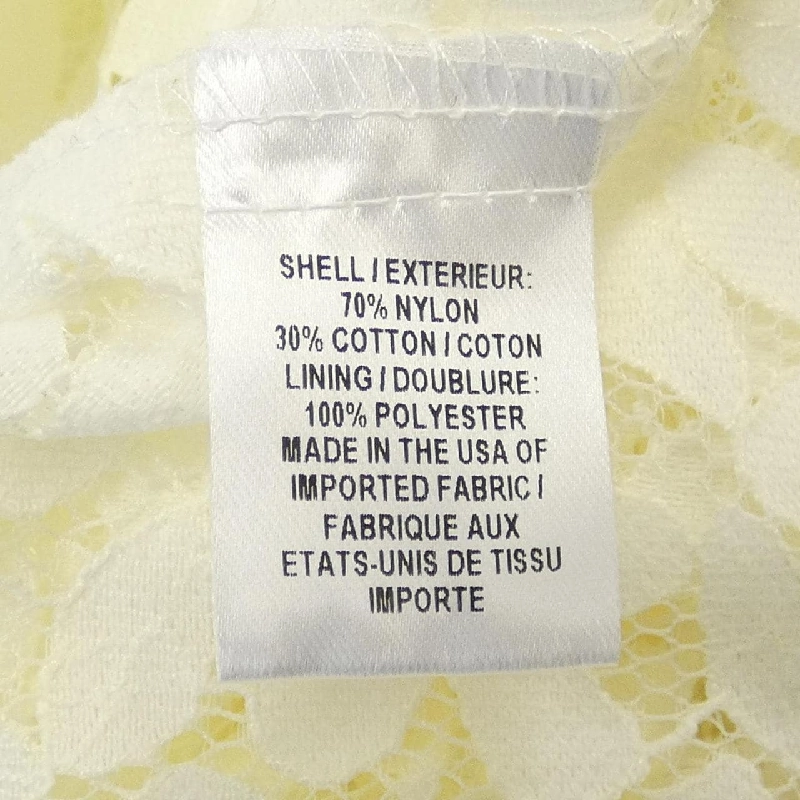 SHELL / EXTERIEUR:
70% NYLON
30% COTTON / COTON
LINING / DOUBLURE:
100% POLYESTER
MADE IN THE USA OF
IMPORTED FABRIC /
FABRIQUE AUX
ETATS-UNIS DE TISSU
IMPORTE